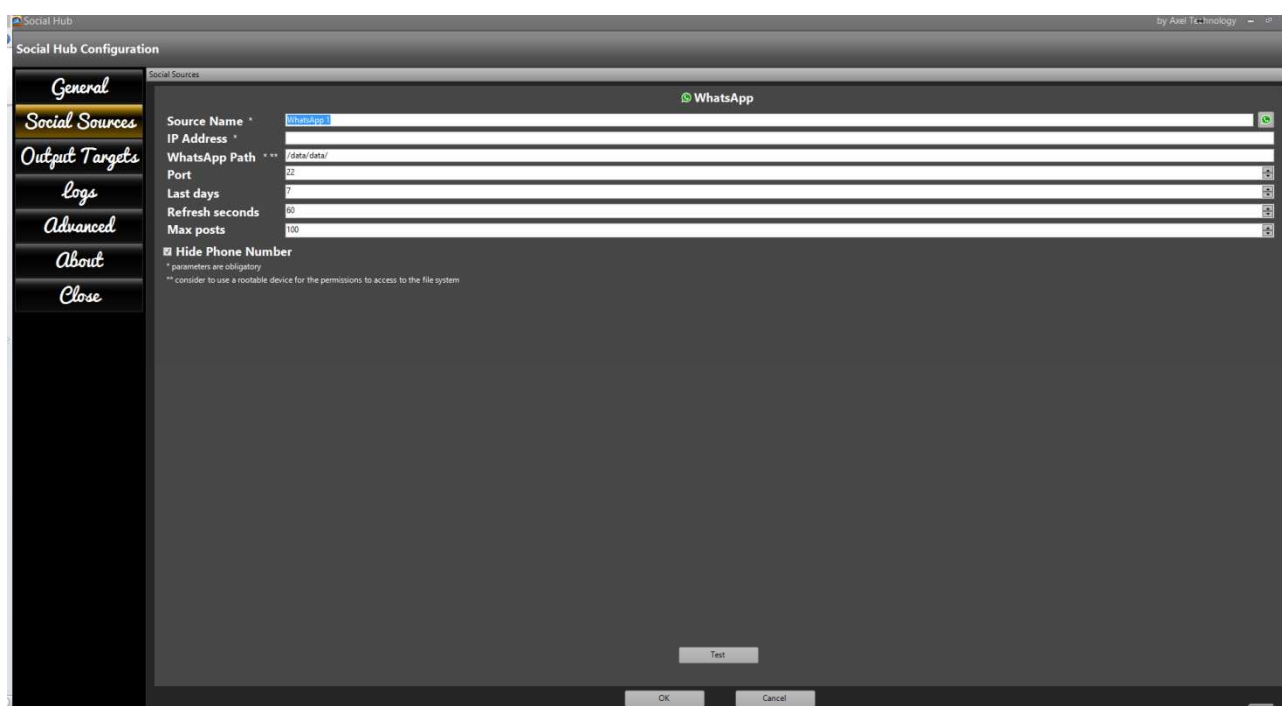 Social Hub
by Axel Technology
Social Hub Configuration
General
Social Sources
Output Targets
Logs
Advanced
About
Close
Social Sources
WhatsApp
Source Name * WhatsApp 1
IP Address *
WhatsApp Path * ** /data/data/
Port 22
Last days 7
Refresh seconds 60
Max posts 100
Hide Phone Number
* parameters are obligatory
** consider to use a rootable device for the permissions to access to the file system
Test
OK Cancel